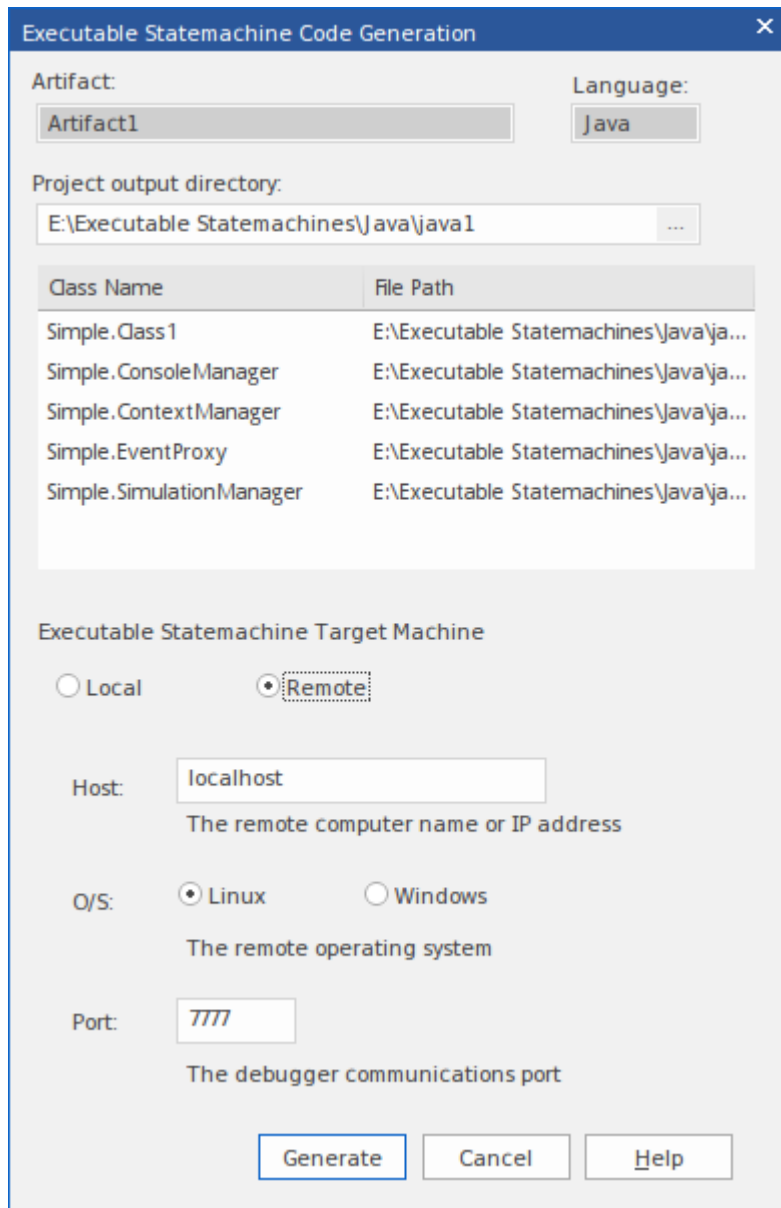 Executable Statemachine Code Generation
Artifact: Language:
Artifact1 Java
Project output directory:
E:\Executable Statemachines\Java\java1 ...
Class Name File Path
Simple.Class1 E:\Executable Statemachines\Java\ja...
Simple.ConsoleManager E:\Executable Statemachines\Java\ja...
Simple.ContextManager E:\Executable Statemachines\Java\ja...
Simple.EventProxy E:\Executable Statemachines\Java\ja...
Simple.SimulationManager E:\Executable Statemachines\Java\ja...
Executable Statemachine Target Machine
Local Remote
Host: localhost
The remote computer name or IP address
O/S: Linux Windows
The remote operating system
Port: 7777
The debugger communications port
Generate Cancel Help